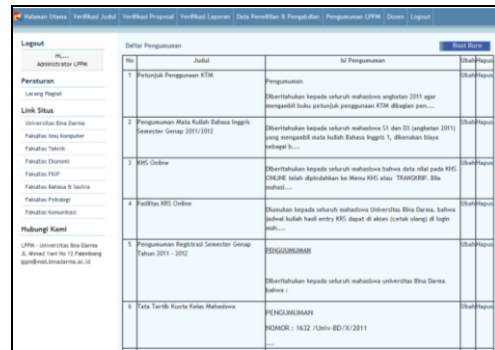 Halaman Utama Verifikasi Judul Verifikasi Proposal Verifikasi Laporan Data Penelitian & Pengabdian Pengumuman LPPM Dosen Logout
Logout
Hi,...
Administrator LPPM
Peraturan
Larang Plagiat
Link Situs
Universitas Bina Darma
Fakultas Ilmu Komputer
Fakultas Teknik
Fakultas Ekonomi
Fakultas FKIP
Fakultas Bahasa & Sastra
Fakultas Psikologi
Fakultas Komunikasi
Hubungi Kami
LPPM - Universitas Bina Darma
Jl. Ahmad Yani No 12 Palembang
lppm@mail.binadarma.ac.id
Daftar Pengumuman
Buat Baru
No Judul Isi Pengumuman Ubah Hapus
1 Petunjuk Penggunaan KTM
Pengumuman
Diberitahukan kepada seluruh mahasiswa angkatan 2011 agar
mengambil buku petunjuk penggunaan KTM dibagian pen....
Ubah Hapus
2 Pengumuman Mata Kuliah Bahasa Inggris
Semester Genap 2011/2012
Diberitahukan kepada seluruh mahasiswa S1 dan D3 (angkatan 2011)
yang mengambil mata kuliah Bahasa Inggris 1, dikenakan biaya
sebagai b....
Ubah Hapus
3 KHS Online
Diberitahukan kepada seluruh mahasiswa bahwa data nilai pada KHS
ONLINE telah dipindahkan ke Menu KHS atau TRANSKRIP. Bila
mahasi....
Ubah Hapus
4 Fasilitas KRS Online
Diumukan kepada seluruh mahasiswa Universitas Bina Darma, bahwa
jadwal kuliah hasil entry KRS dapat di akses (cetak ulang) di login
mah....
Ubah Hapus
5 Pengumuman Registrasi Semester Genap
Tahun 2011 - 2012
PENGUUMUMAN
Diberitahukan kepada seluruh mahasiswa universitas Bina Darma
bahwa :
Ubah Hapus
6 Tata Tertib Kuota Kelas Mahasiswa
PENGUMUMAN
NOMOR : 1632 /Univ-BD/X/2011
....
Ubah Hapus